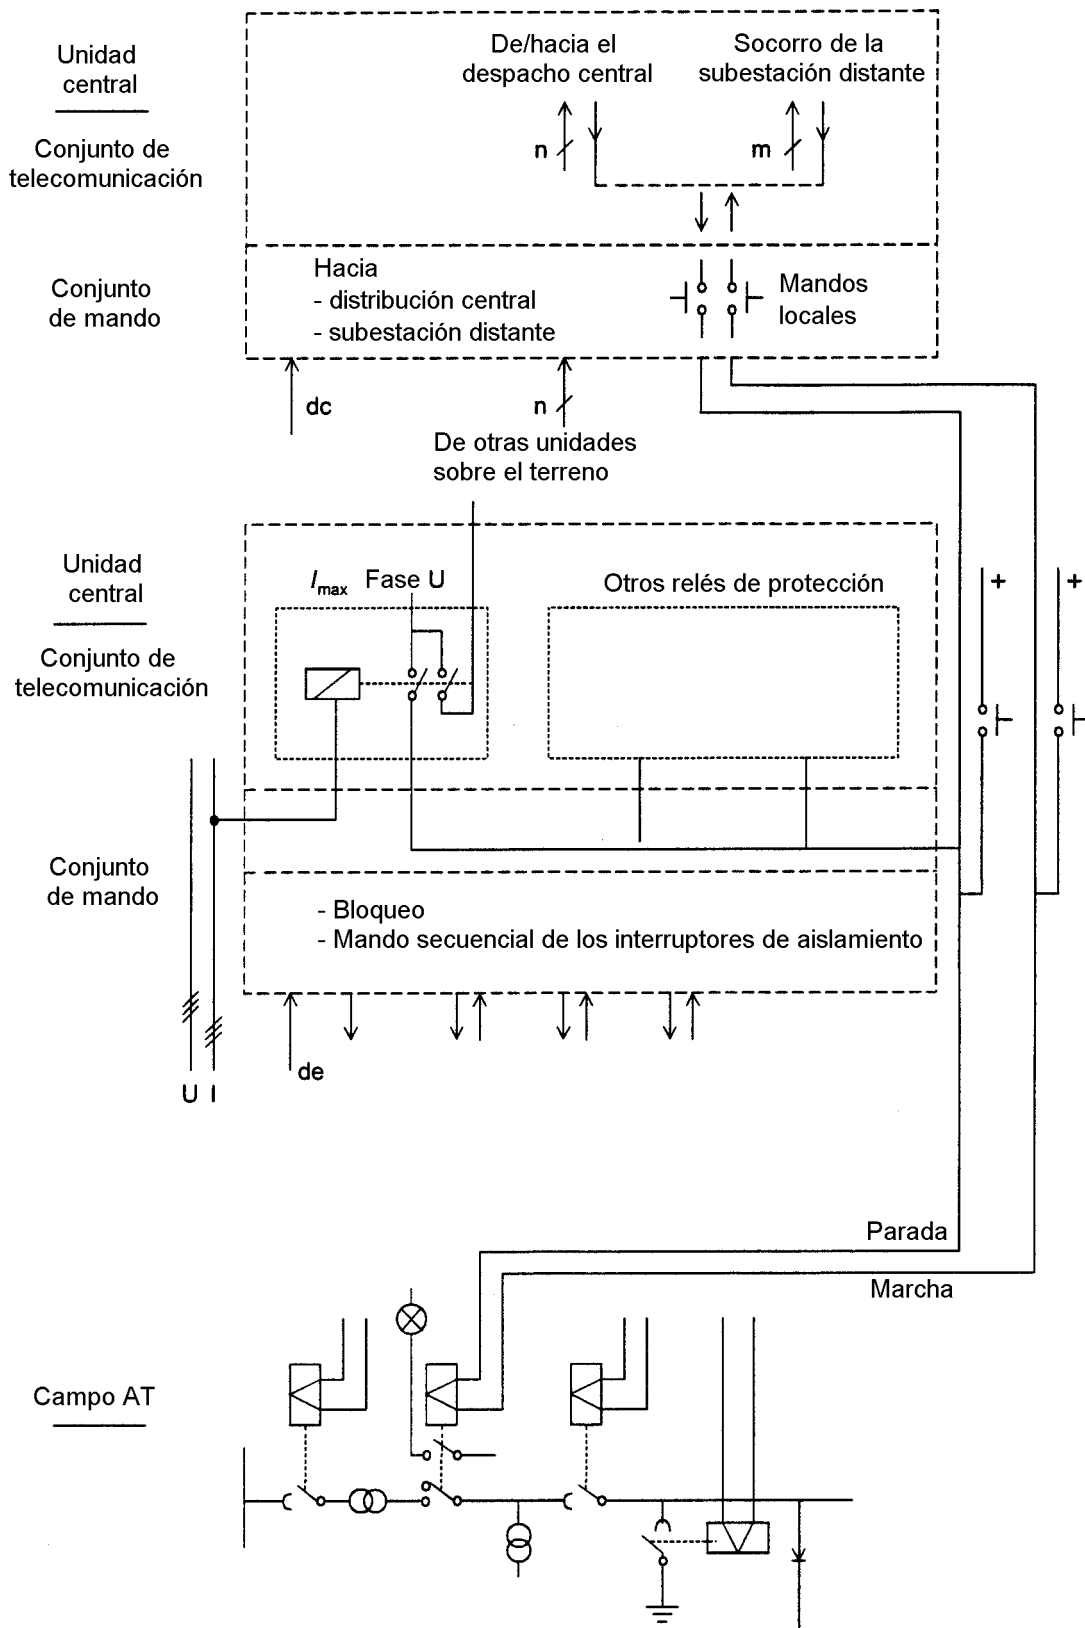 Unidad
central
De/hacia el
despacho central
Socorro de la
subestación distante
Conjunto de
telecomunicación
n
m
Conjunto
de mando
Hacia
- distribución central
- subestación distante
Mandos
locales
dc
n
De otras unidades
sobre el terreno
Unidad
central
Imax Fase U
Otros relés de protección
+
+
Conjunto de
telecomunicación
Conjunto
de mando
- Bloqueo
- Mando secuencial de los interruptores de aislamiento
de
U I
Parada
Marcha
Campo AT